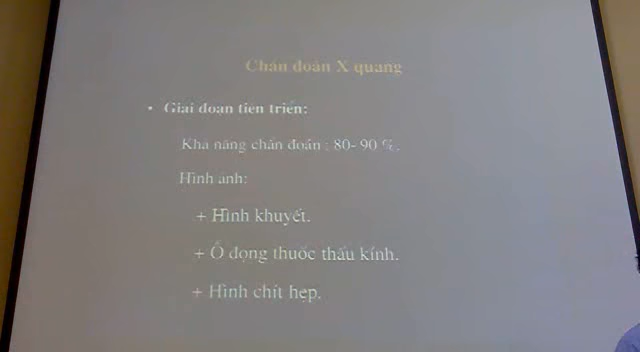 Chẩn đoán X quang
• Giai đoạn tiến triển:
Khả năng chẩn đoán : 80- 90 %.
Hình ảnh:
+ Hình khuyết.
+ Ổ đọng thuốc thấu kính.
+ Hình chít hẹp.